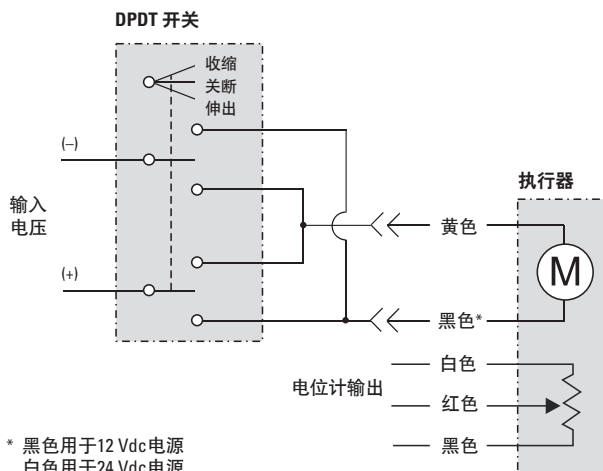 DPDT 开关
收缩
关断
伸出
(–)
输入
电压
(+)
执行器
黄色
M
黑色*
白色
电位计输出
红色
黑色
* 黑色用于12 Vdc电源
白色用于24 Vdc电源